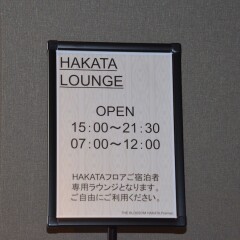 HAKATA
LOUNGE
OPEN
15:00～21:30
07:00～12:00
HAKATAフロアご宿泊者
専用ラウンジとなります。
ご自由にご利用ください。